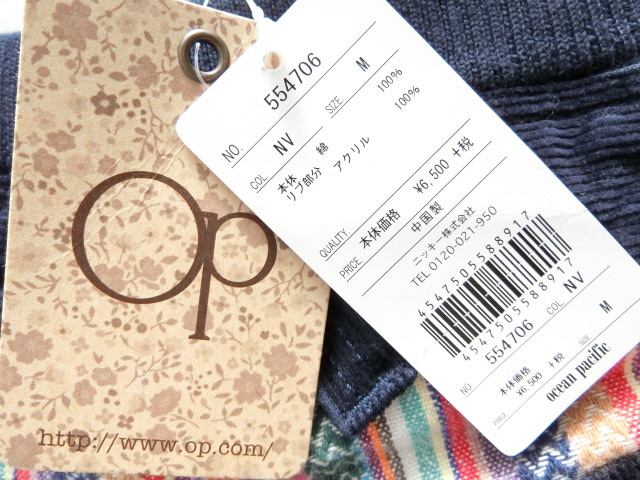 Op
http://www.op.com/
NO. 554706
COL NV SIZE M
本体 綿 100%
リブ部分 アクリル 100%
QUALITY
PRICE 本体価格 ¥6,500 +税
中国製
ニッキー株式会社
TEL.0120-021-950
4547505588917
4547505588917
NO 554706 COL NV SIZE M
PRICE 本体価格 ¥6,500 +税
ocean pacific